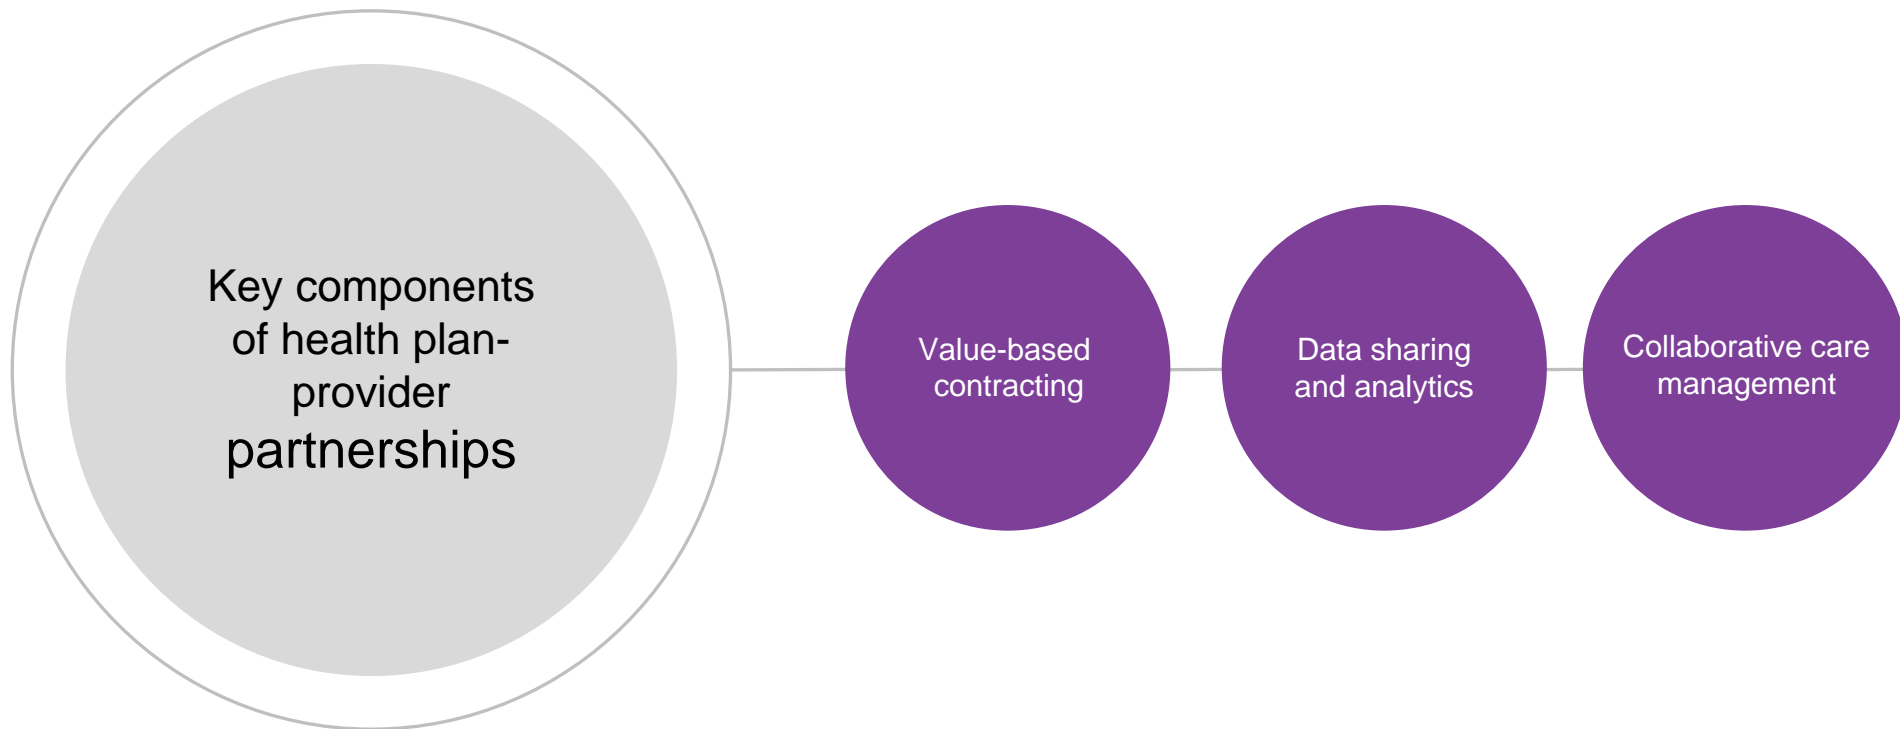 Key components
of health plan-
provider
partnerships
Value-based
contracting
Data sharing
and analytics
Collaborative care
management